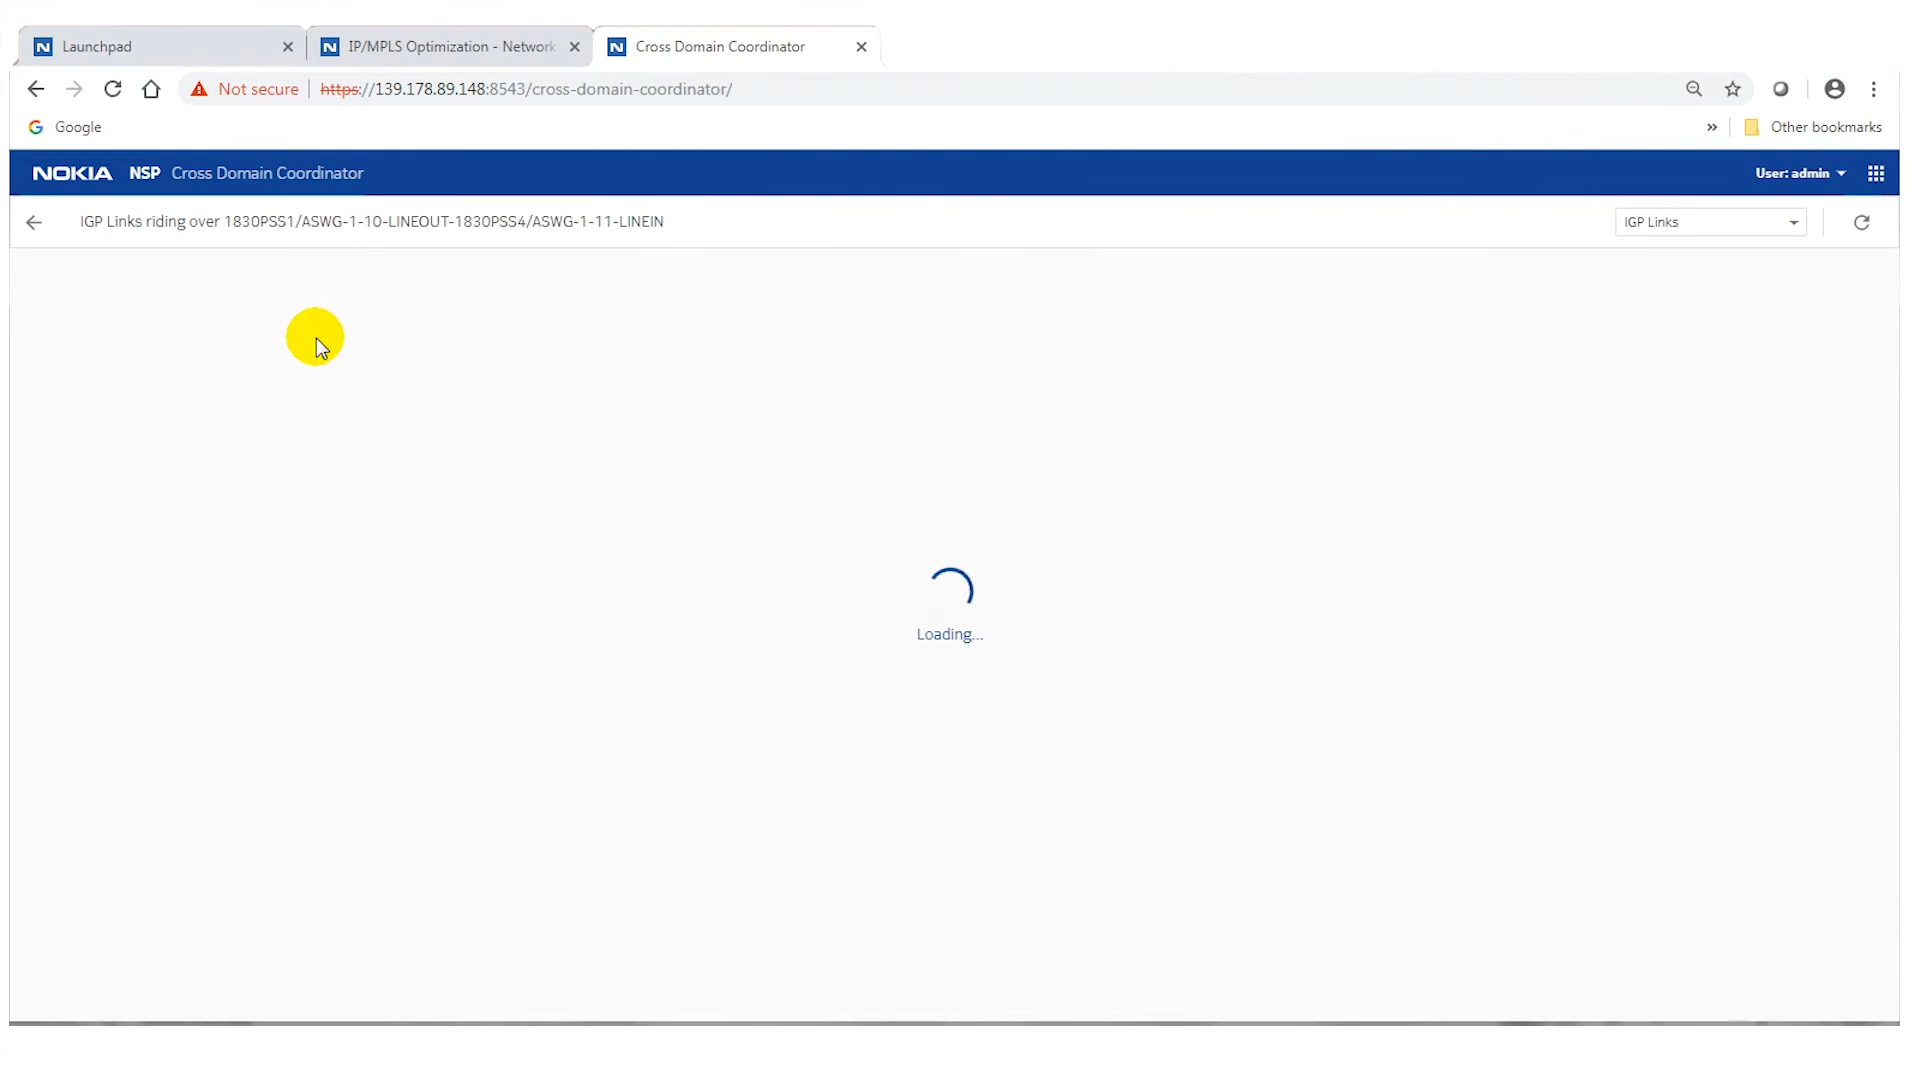 Launchpad
IP/MPLS Optimization - Network
Cross Domain Coordinator
Not secure
https://139.178.89.148:8543/cross-domain-coordinator/
Google
»
Other bookmarks
NOKIA NSP Cross Domain Coordinator
User: admin
IGP Links riding over 1830PSS1/ASWG-1-10-LINEOUT-1830PSS4/ASWG-1-11-LINEIN
IGP Links
Loading...